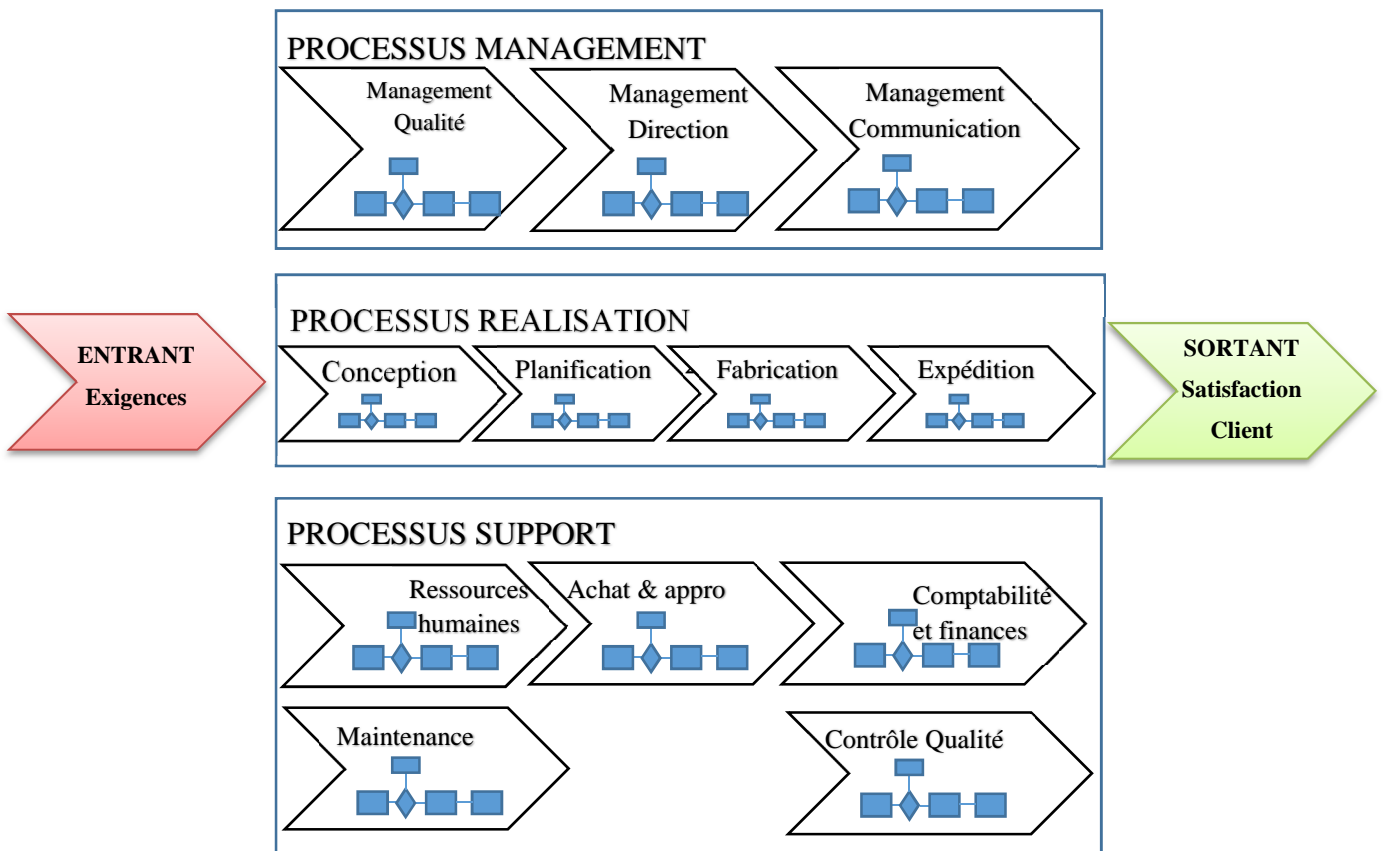 PROCESSUS MANAGEMENT
Management
Qualité
Management
Direction
Management
Communication
ENTRANT
Exigences
PROCESSUS REALISATION
Conception
Planification
Fabrication
Expédition
SORTANT
Satisfaction
Client
PROCESSUS SUPPORT
Ressources
humaines
Achat & appro
Comptabilité
et finances
Maintenance
Contrôle Qualité